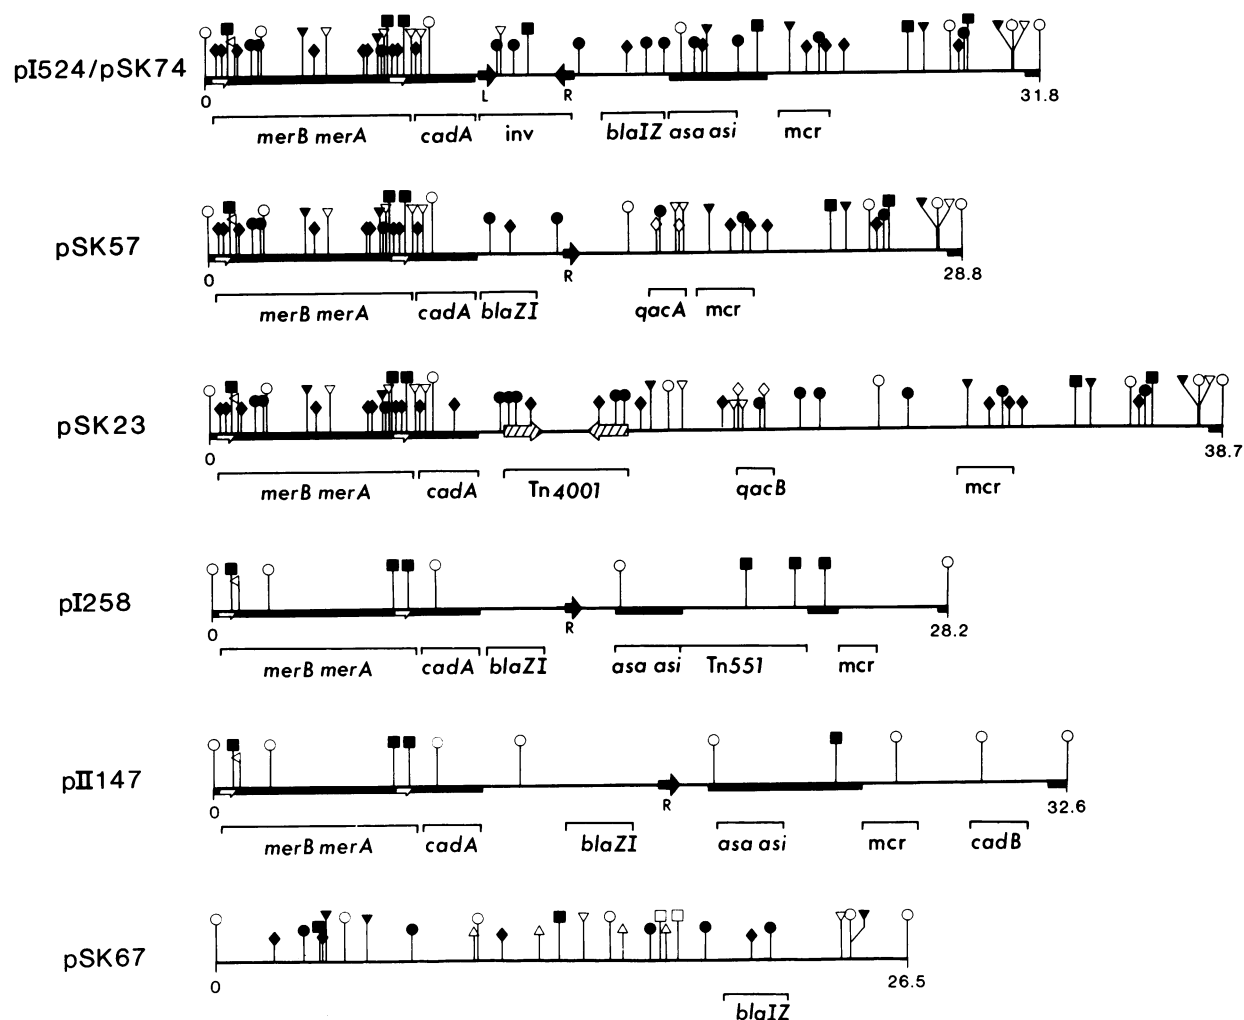 pI524/pSK74
L R
0 31.8
merB merA cadA inv blaIZ asa asi mcr
pSK57
0 R 28.8
merB merA cadA blaZI qacA mcr
pSK23
0 38.7
merB merA cadA Tn4001 qacB mcr
pI258
0 R 28.2
merB merA cadA blaZI asa asi Tn551 mcr
pII147
0 R 32.6
merB merA cadA blaZI asa asi mcr cadB
pSK67
0 26.5
blaIZ